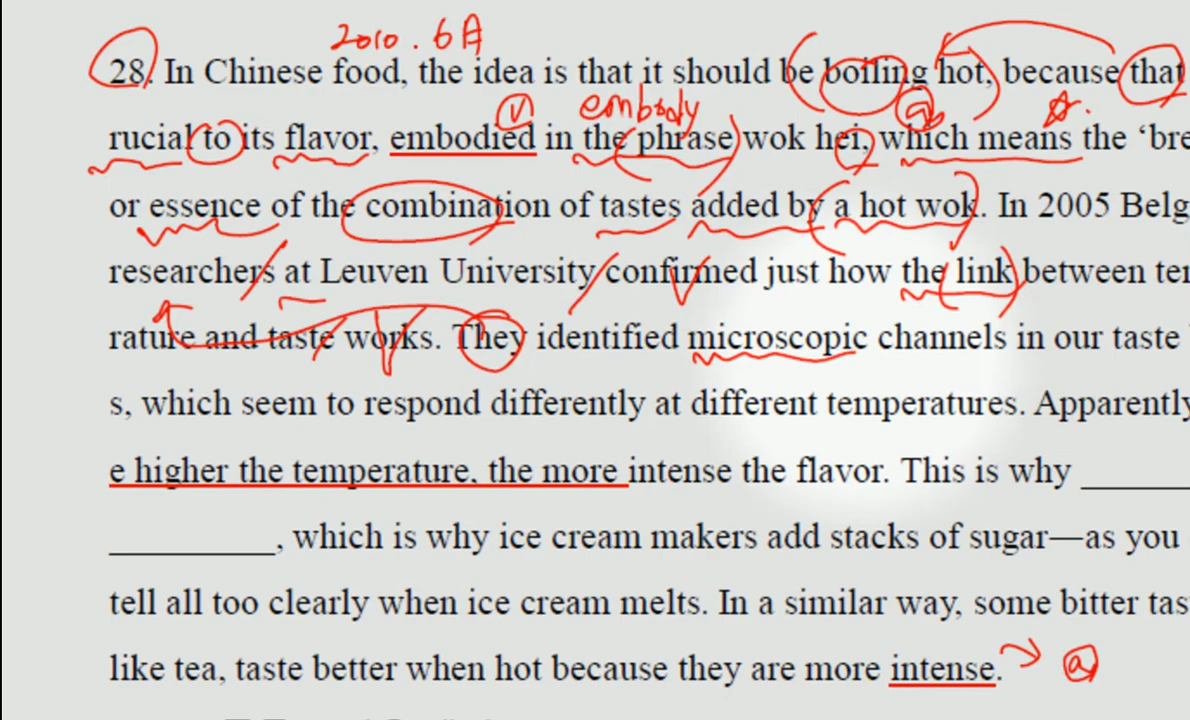 2010.6月
28. In Chinese food, the idea is that it should be boiling hot, because that
embody
rucial to its flavor, embodied in the phrase wok hei, which means the ‘bre
or essence of the combination of tastes added by a hot wok. In 2005 Belg
researchers at Leuven University confirmed just how the link between ter
rature and taste works. They identified microscopic channels in our taste
s, which seem to respond differently at different temperatures. Apparently
e higher the temperature, the more intense the flavor. This is why ________
__________, which is why ice cream makers add stacks of sugar—as you
tell all too clearly when ice cream melts. In a similar way, some bitter tas
like tea, taste better when hot because they are more intense. → ⓐ